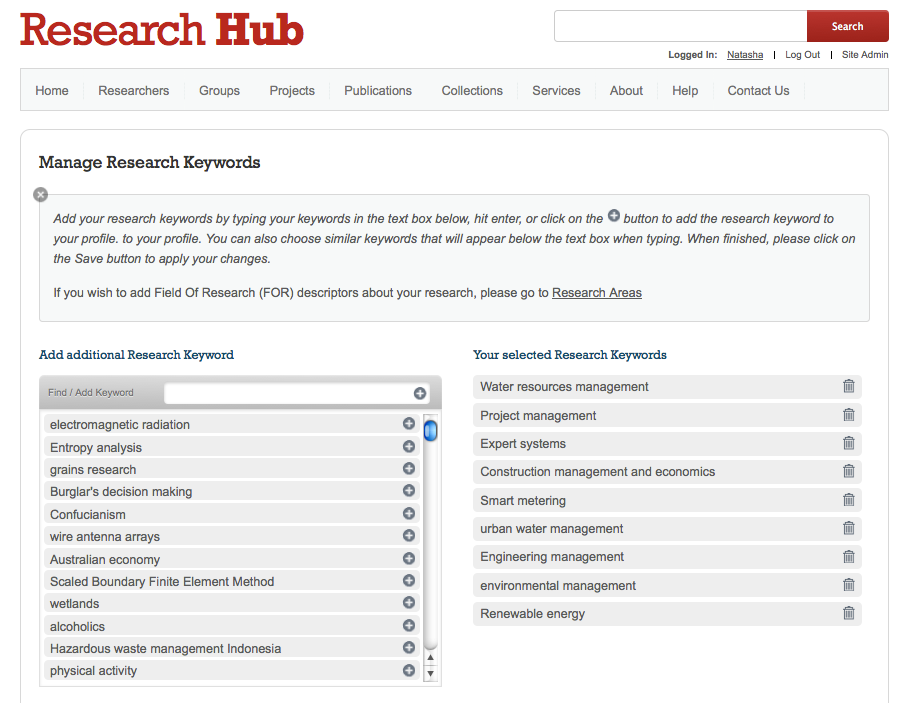 Research Hub
Search
Logged In: Natasha | Log Out | Site Admin
Home Researchers Groups Projects Publications Collections Services About Help Contact Us
Manage Research Keywords
Add your research keywords by typing your keywords in the text box below, hit enter, or click on the button to add the research keyword to
your profile. to your profile. You can also choose similar keywords that will appear below the text box when typing. When finished, please click on
the Save button to apply your changes.
If you wish to add Field Of Research (FOR) descriptors about your research, please go to Research Areas
Add additional Research Keyword
Find / Add Keyword
electromagnetic radiation
Entropy analysis
grains research
Burglar's decision making
Confucianism
wire antenna arrays
Australian economy
Scaled Boundary Finite Element Method
wetlands
alcoholics
Hazardous waste management Indonesia
physical activity
Your selected Research Keywords
Water resources management
Project management
Expert systems
Construction management and economics
Smart metering
urban water management
Engineering management
environmental management
Renewable energy